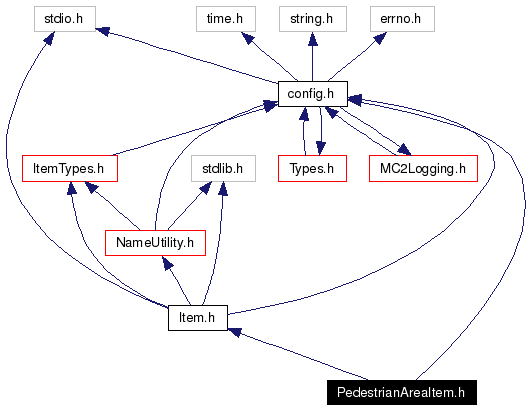 stdio.h
time.h
string.h
errno.h
config.h
ItemTypes.h
stdlib.h
Types.h
MC2Logging.h
NameUtility.h
Item.h
PedestrianAreaItem.h